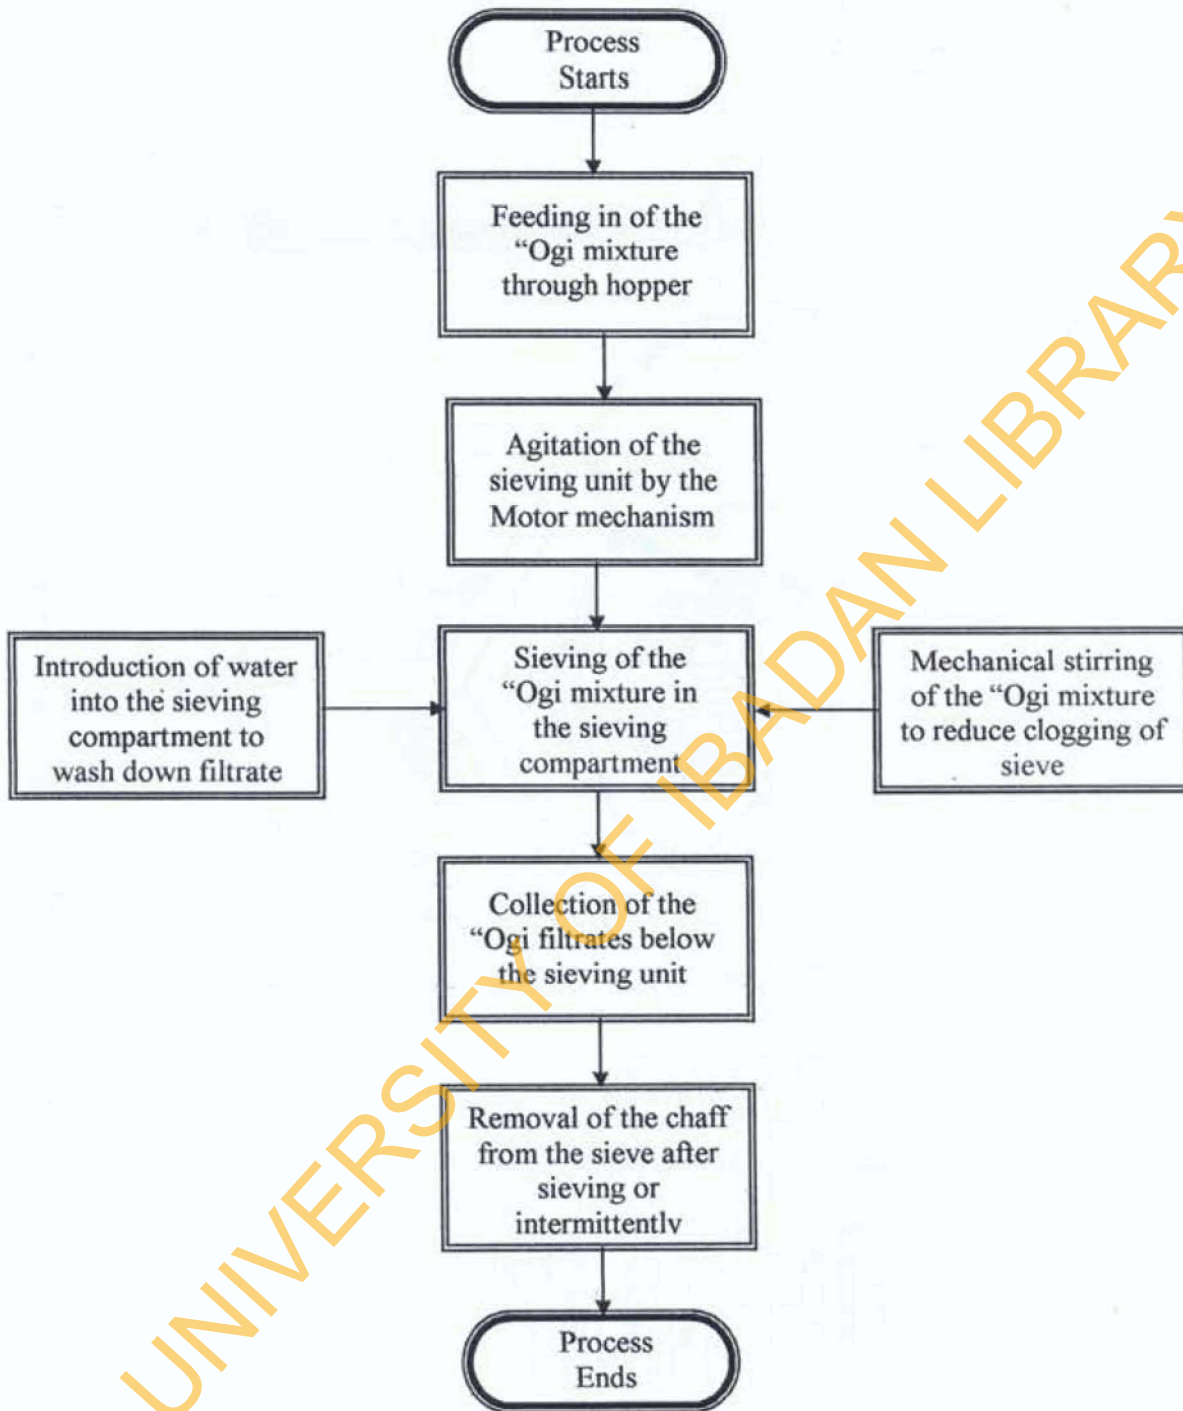 Process
Starts
Feeding in of the
“Ogi mixture
through hopper
Agitation of the
sieving unit by the
Motor mechanism
Introduction of water
into the sieving
compartment to
wash down filtrate
Sieving of the
“Ogi mixture in
the sieving
compartment
Mechanical stirring
of the “Ogi mixture
to reduce clogging of
sieve
Collection of the
“Ogi filtrates below
the sieving unit
Removal of the chaff
from the sieve after
sieving or
intermittently
Process
Ends
UNIVERSITY OF IBADAN LIBRARY